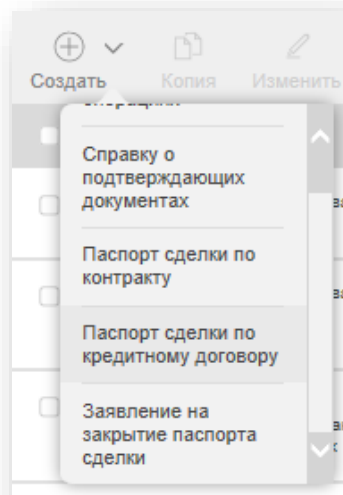 Создать Копия Изменить
операциях
Справку о
подтверждающих
документах
Паспорт сделки по
контракту
Паспорт сделки по
кредитному договору
Заявление на
закрытие паспорта
сделки